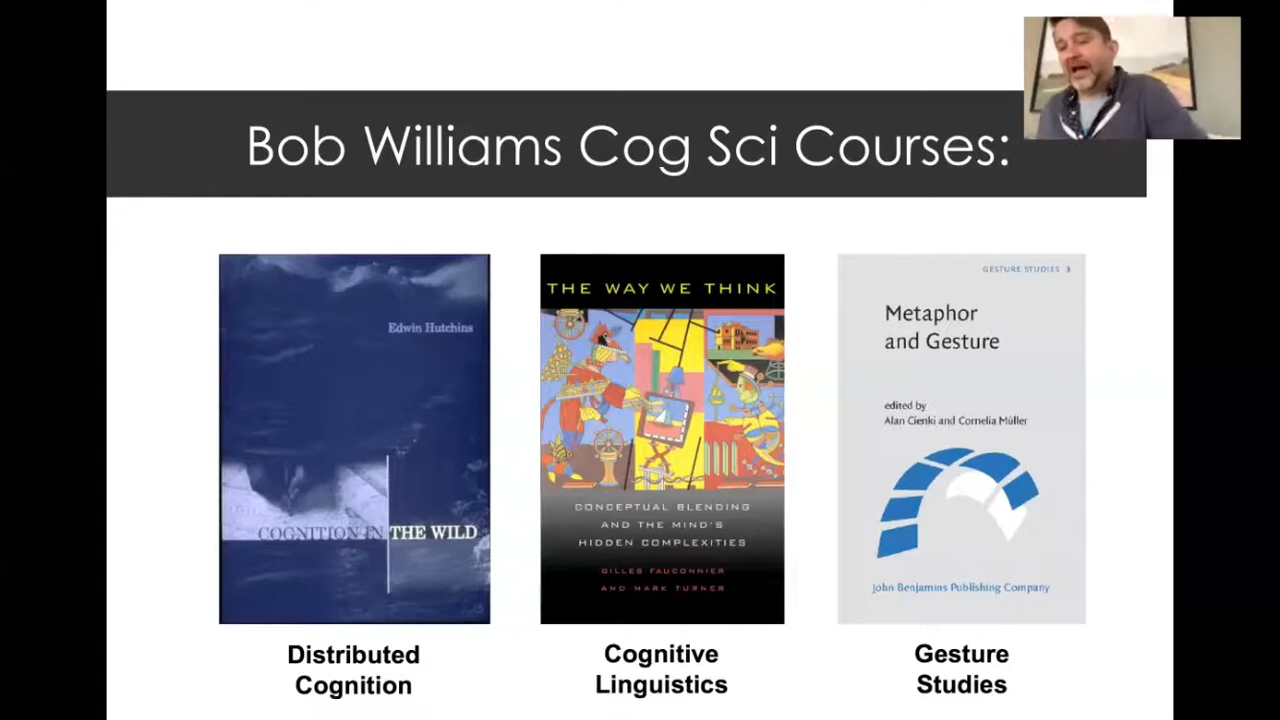 Bob Williams Cog Sci Courses:
Edwin Hutchins
COGNITION IN THE WILD
Distributed
Cognition
THE WAY WE THINK
CONCEPTUAL BLENDING
AND THE MIND'S
HIDDEN COMPLEXITIES
GILLES FAUCONNIER
AND MARK TURNER
Cognitive
Linguistics
GESTURE STUDIES 3
Metaphor
and Gesture
edited by
Alan Cienki and Cornelia Müller
John Benjamins Publishing Company
Gesture
Studies